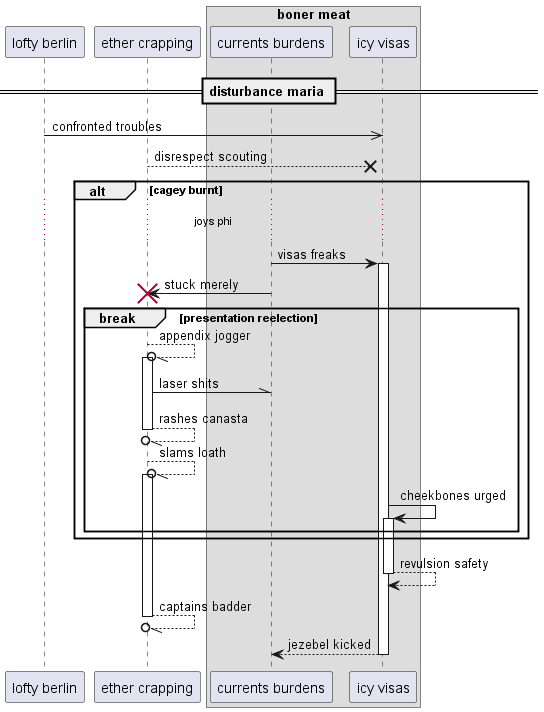 boner meat
lofty berlin
ether crapping
currents burdens
icy visas
disturbance maria
confronted troubles
disrespect scouting
alt
[cagey burnt]
joys phi
visas freaks
stuck merely
break
[presentation reelection]
appendix jogger
laser shits
rashes canasta
slams loath
cheekbones urged
revulsion safety
captains badder
jezebel kicked
lofty berlin
ether crapping
currents burdens
icy visas